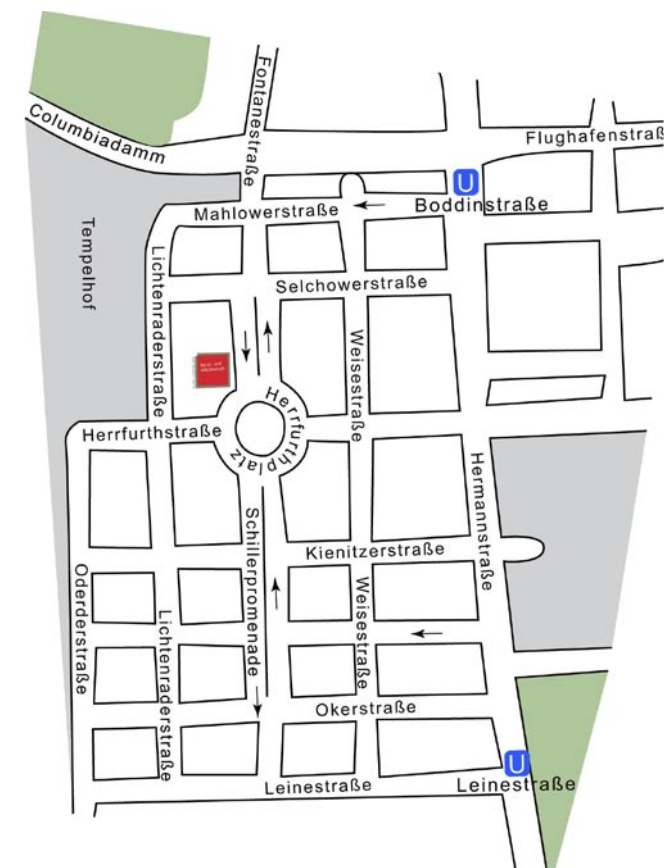 Fontanestraße
Columbiadamm
Flughafenstraß
U
Mahlowerstraße
Boddinstraße
Tempelhof
Lichtenraderstraße
Selchowerstraße
Weisestraße
Herrfurthplatz
Herrfurthstraße
Hermannstraße
Schillerpromenade
Kienitzerstraße
Oderderstraße
Lichtenraderstraße
Weisestraße
Okerstraße
U
Leinestraße
Leinestraße